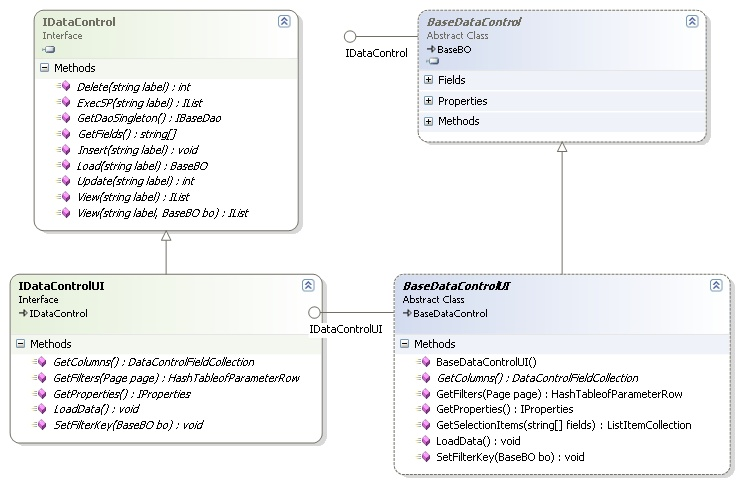 IDataControl
Interface
Methods
Delete(string label) : int
ExecSP(string label) : IList
GetDaoSingleton() : IBaseDao
GetFields() : string[]
Insert(string label) : void
Load(string label) : BaseBO
Update(string label) : int
View(string label) : IList
View(string label, BaseBO bo) : IList
IDataControl
BaseDataControl
Abstract Class
BaseBO
Fields
Properties
Methods
IDataControlUI
Interface
IDataControl
Methods
GetColumns() : DataControlFieldCollection
GetFilters(Page page) : HashTableofParameterRow
GetProperties() : IProperties
LoadData() : void
SetFilterKey(BaseBO bo) : void
IDataControlUI
BaseDataControlUI
Abstract Class
BaseDataControl
Methods
BaseDataControlUI()
GetColumns() : DataControlFieldCollection
GetFilters(Page page) : HashTableofParameterRow
GetProperties() : IProperties
GetSelectionItems(string[] fields) : ListItemCollection
LoadData() : void
SetFilterKey(BaseBO bo) : void